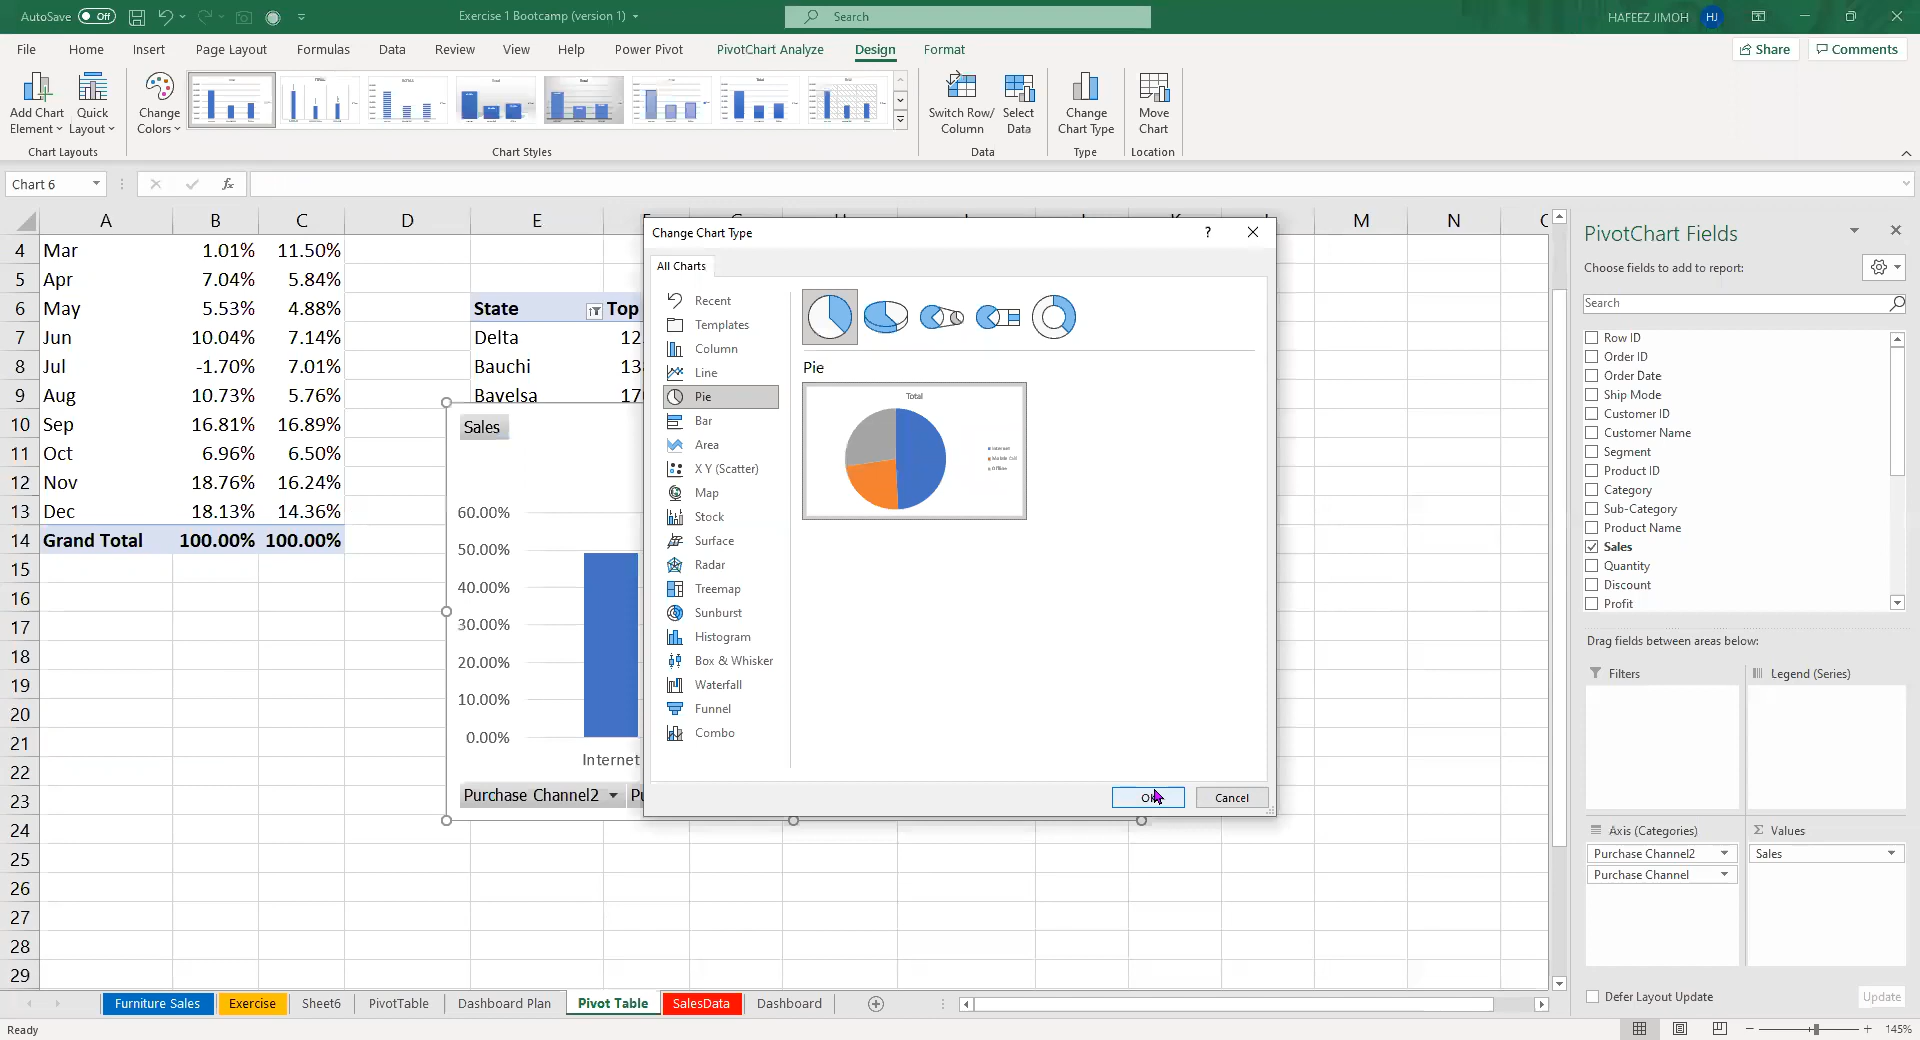 AutoSave Off
Exercise 1 Bootcamp (version 1)
Search
HAFEEZ JIMOH HJ
File Home Insert Page Layout Formulas Data Review View Help Power Pivot PivotChart Analyze Design Format Share Comments
Add Chart Element
Quick Layout
Change Colors
Switch Row/ Column
Select Data
Change Chart Type
Move Chart
Chart Layouts Chart Styles Data Type Location
Chart 6
fx
A B C D E M N
4 Mar 1.01% 11.50%
5 Apr 7.04% 5.84%
6 May 5.53% 4.88% State Top
7 Jun 10.04% 7.14% Delta 12
8 Jul -1.70% 7.01% Bauchi 13
9 Aug 10.73% 5.76% Bayelsa 17
10 Sep 16.81% 16.89%
11 Oct 6.96% 6.50%
12 Nov 18.76% 16.24%
13 Dec 18.13% 14.36%
14 Grand Total 100.00% 100.00%
15
16
17
18
19
20
21
22
23
24
25
26
27
28
29
Sales
60.00%
50.00%
40.00%
30.00%
20.00%
10.00%
0.00%
Internet
Purchase Channel2
Change Chart Type ?
All Charts
Recent
Templates
Column
Line
Pie
Bar
Area
X Y (Scatter)
Map
Stock
Surface
Radar
Treemap
Sunburst
Histogram
Box & Whisker
Waterfall
Funnel
Combo
Pie
Total
Internet
Offline
Cancel
PivotChart Fields
Choose fields to add to report:
Search
Row ID
Order ID
Order Date
Ship Mode
Customer ID
Customer Name
Segment
Product ID
Category
Sub-Category
Product Name
Sales
Quantity
Discount
Profit
Drag fields between areas below:
Filters Legend (Series)
Axis (Categories) Σ Values
Purchase Channel2 Sales
Purchase Channel
Defer Layout Update Update
Furniture Sales Exercise Sheet6 PivotTable Dashboard Plan Pivot Table SalesData Dashboard
Ready
145%